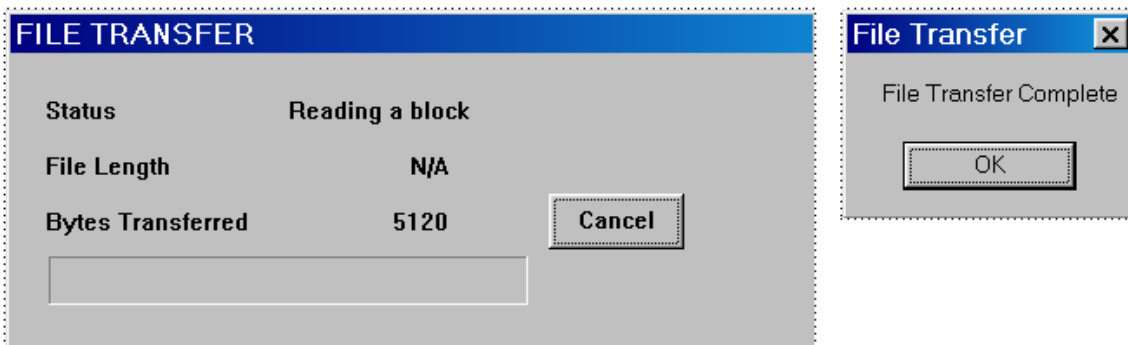 FILE TRANSFER
Status Reading a block
File Length N/A
Bytes Transferred 5120
Cancel
File Transfer
File Transfer Complete
OK